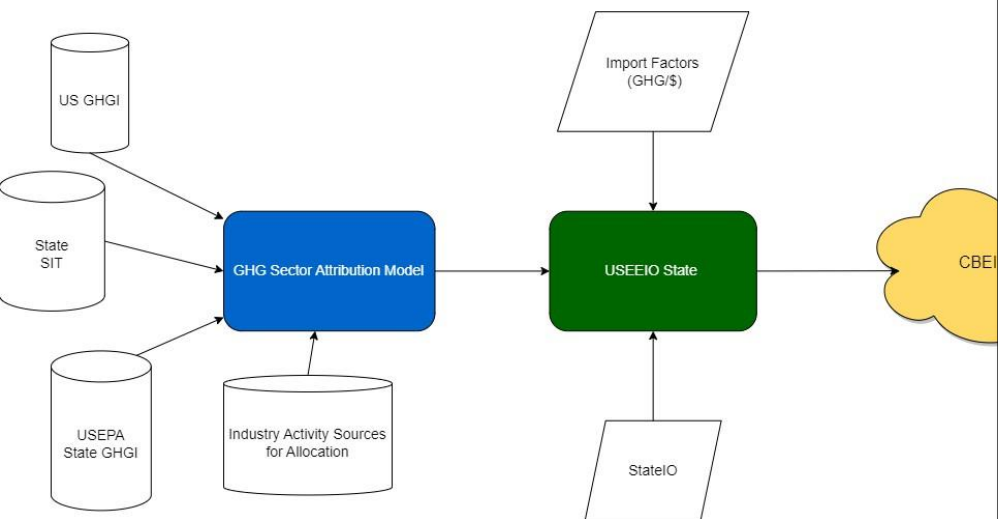 US GHGI
Import Factors
(GHG/$)
State
SIT
GHG Sector Attribution Model
USEEIO State
CBEI
USEPA
State GHGI
Industry Activity Sources
for Allocation
StateIO